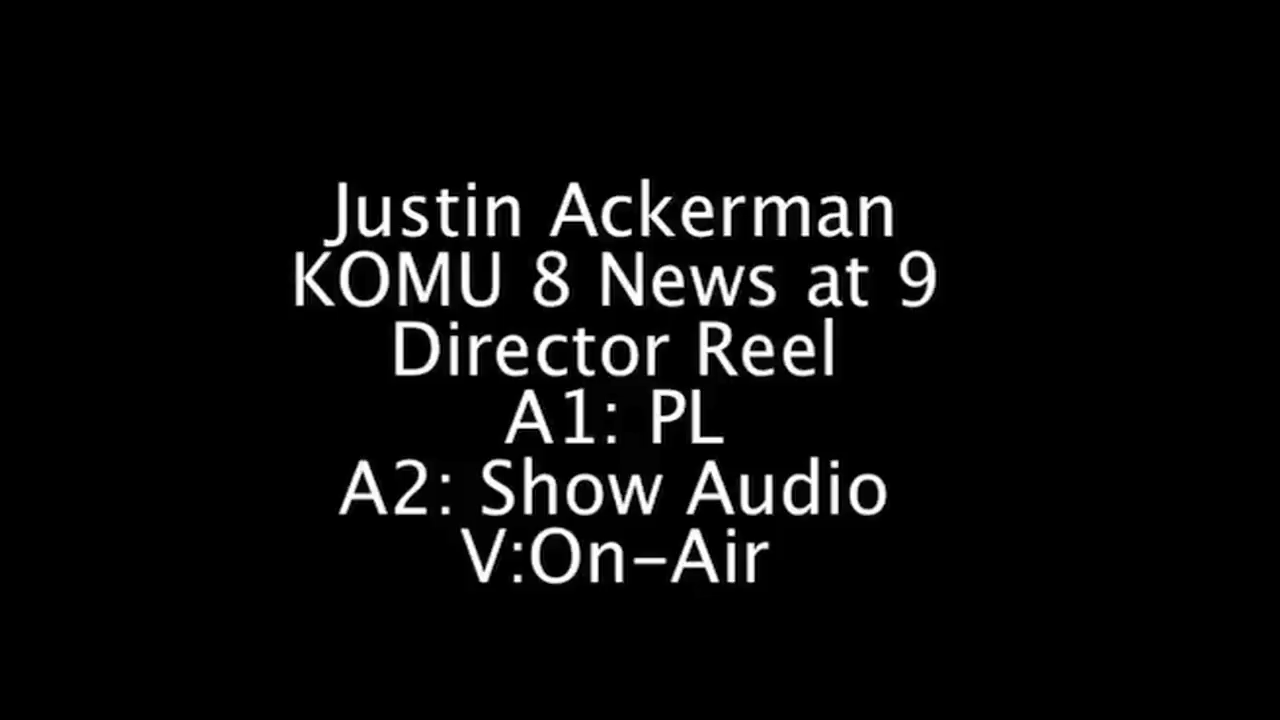 Justin Ackerman
KOMU 8 News at 9
Director Reel
A1: PL
A2: Show Audio
V:On-Air